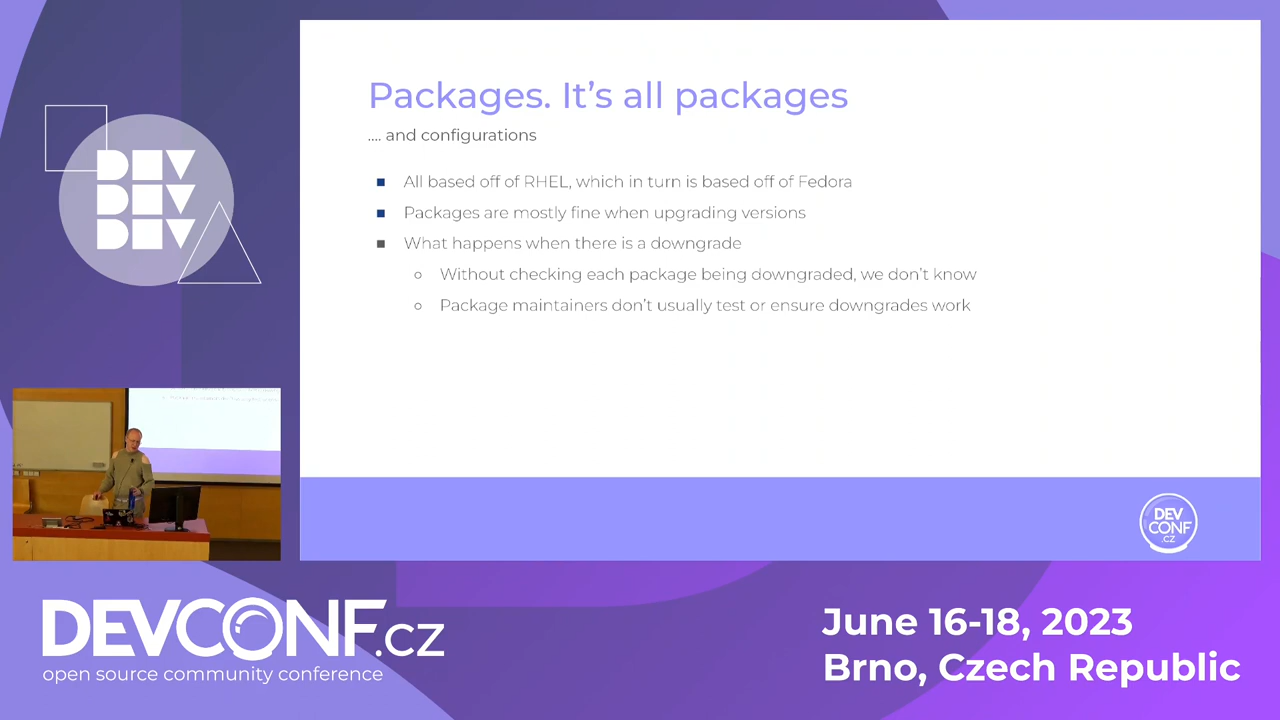 DEV
DEV
DEV
Packages. It's all packages
.... and configurations
All based off of RHEL, which in turn is based off of Fedora
Packages are mostly fine when upgrading versions
What happens when there is a downgrade
Without checking each package being downgraded, we don't know
Package maintainers don't usually test or ensure downgrades work
DEV
CONF
.CZ
DEVCONF.cz
open source community conference
June 16-18, 2023
Brno, Czech Republic